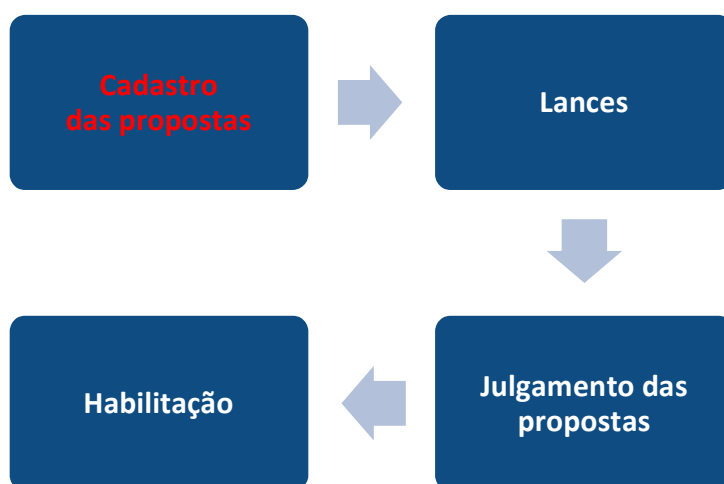 Cadastro
das propostas
Lances
Julgamento das
propostas
Habilitação